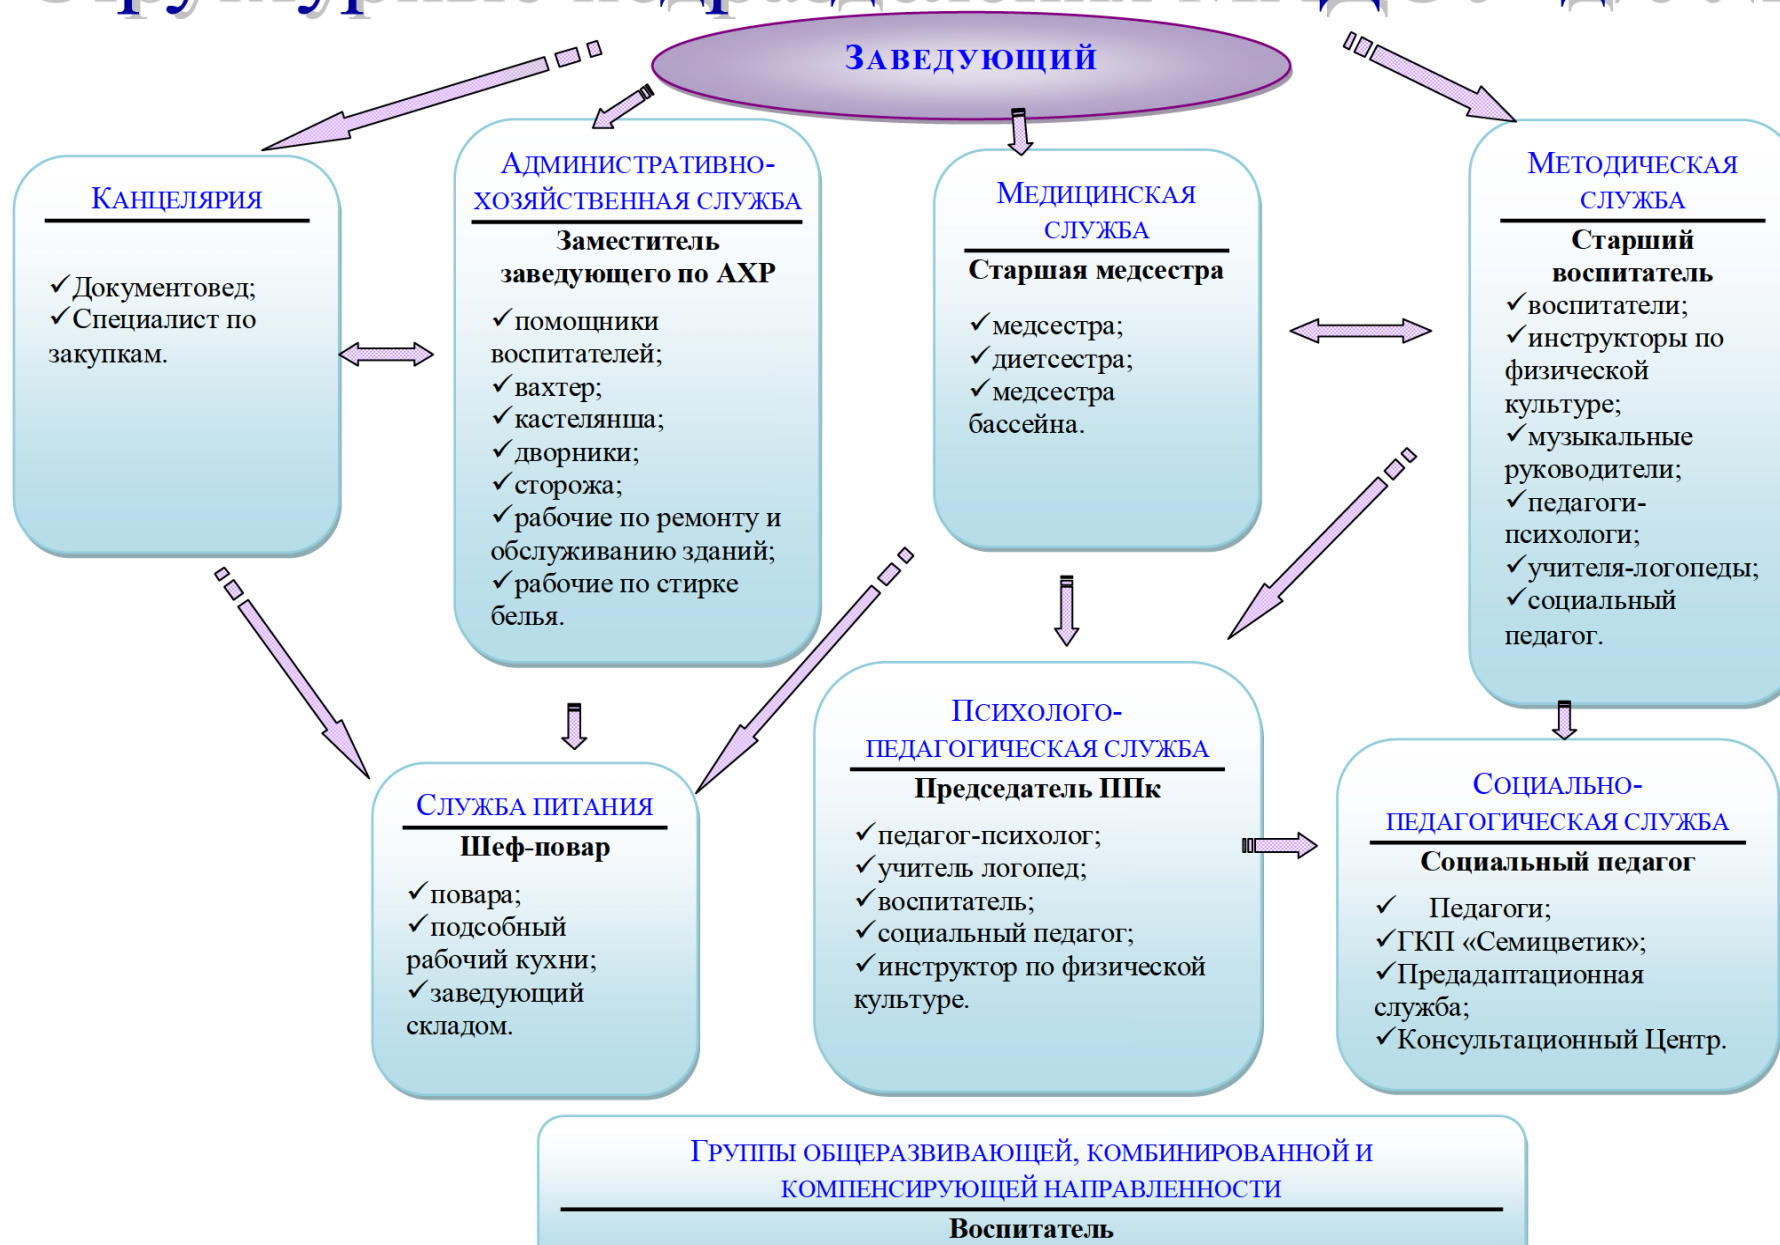 Структурные подразделения
ЗАВЕДУЮЩИЙ
КАНЦЕЛЯРИЯ
✓Документовед;
✓Специалист по
закупкам.
АДМИНИСТРАТИВНО-
ХОЗЯЙСТВЕННАЯ СЛУЖБА
Заместитель
заведующего по АХР
✓помощники
воспитателей;
✓вахтер;
✓кастелянша;
✓дворники;
✓сторожа;
✓рабочие по ремонту и
обслуживанию зданий;
✓рабочие по стирке
белья.
МЕДИЦИНСКАЯ
СЛУЖБА
Старшая медсестра
✓медсестра;
✓диетсестра;
✓медсестра
бассейна.
МЕТОДИЧЕСКАЯ
СЛУЖБА
Старший
воспитатель
✓воспитатели;
✓инструкторы по
физической
культуре;
✓музыкальные
руководители;
✓педагоги-
психологи;
✓учителя-логопеды;
✓социальный
педагог.
СЛУЖБА ПИТАНИЯ
Шеф-повар
✓повара;
✓подсобный
рабочий кухни;
✓заведующий
складом.
ПСИХОЛОГО-
ПЕДАГОГИЧЕСКАЯ СЛУЖБА
Председатель ППк
✓педагог-психолог;
✓учитель логопед;
✓воспитатель;
✓социальный педагог;
✓инструктор по физической
культуре.
СОЦИАЛЬНО-
ПЕДАГОГИЧЕСКАЯ СЛУЖБА
Социальный педагог
✓ Педагоги;
✓ГКП «Семицветик»;
✓Предадаптационная
служба;
✓Консультационный Центр.
ГРУППЫ ОБЩЕРАЗВИВАЮЩЕЙ, КОМБИНИРОВАННОЙ И
КОМПЕНСИРУЮЩЕЙ НАПРАВЛЕННОСТИ
Воспитатель